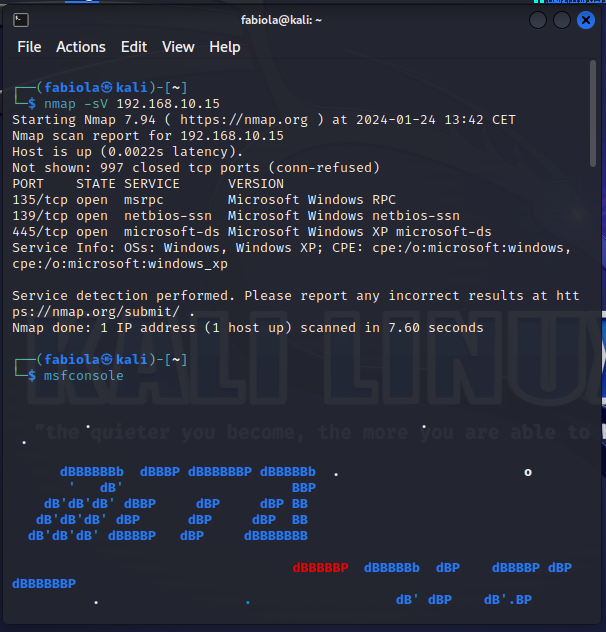 fabiola@kali: ~
File Actions Edit View Help
┌──(fabiola㉿kali)-[~]
└─$ nmap -sV 192.168.10.15
Starting Nmap 7.94 ( https://nmap.org ) at 2024-01-24 13:42 CET
Nmap scan report for 192.168.10.15
Host is up (0.0022s latency).
Not shown: 997 closed tcp ports (conn-refused)
PORT    STATE SERVICE      VERSION
135/tcp open  msrpc        Microsoft Windows RPC
139/tcp open  netbios-ssn  Microsoft Windows netbios-ssn
445/tcp open  microsoft-ds Microsoft Windows XP microsoft-ds
Service Info: OSs: Windows, Windows XP; CPE: cpe:/o:microsoft:windows,
cpe:/o:microsoft:windows_xp
Service detection performed. Please report any incorrect results at htt
ps://nmap.org/submit/ .
Nmap done: 1 IP address (1 host up) scanned in 7.60 seconds
┌──(fabiola㉿kali)-[~]
└─$ msfconsole
KALI LINUX
"the quieter you become, the more you are able to
      dBBBBBBb  dBBBP dBBBBBBP dBBBBBb  .                       o
       '   dB'                     BBP
    dB'dB'dB' dBBP     dBP     dBP BB
   dB'dB'dB' dBP      dBP     dBP  BB
  dB'dB'dB' dBBBBP   dBP     dBBBBBBB
                                   dBBBBBP  dBBBBBb  dBP    dBBBBP dBP
dBBBBBBP
          .                  .                  dB' dBP    dB'.BP